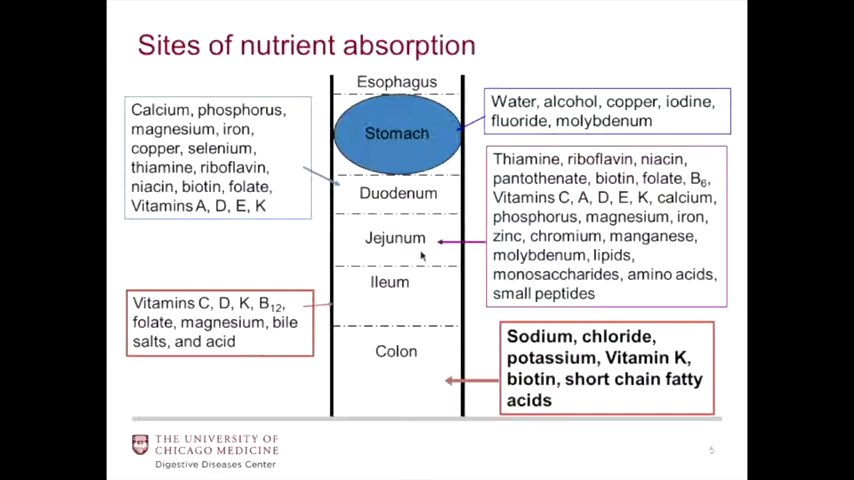 Sites of nutrient absorption
Esophagus
Stomach
Duodenum
Jejunum
Ileum
Colon
Calcium, phosphorus,
magnesium, iron,
copper, selenium,
thiamine, riboflavin,
niacin, biotin, folate,
Vitamins A, D, E, K
Water, alcohol, copper, iodine,
fluoride, molybdenum
Thiamine, riboflavin, niacin,
pantothenate, biotin, folate, B₆,
Vitamins C, A, D, E, K, calcium,
phosphorus, magnesium, iron,
zinc, chromium, manganese,
molybdenum, lipids,
monosaccharides, amino acids,
small peptides
Vitamins C, D, K, B₁₂,
folate, magnesium, bile
salts, and acid
Sodium, chloride,
potassium, Vitamin K,
biotin, short chain fatty
acids
THE UNIVERSITY OF
CHICAGO MEDICINE
Digestive Diseases Center
5